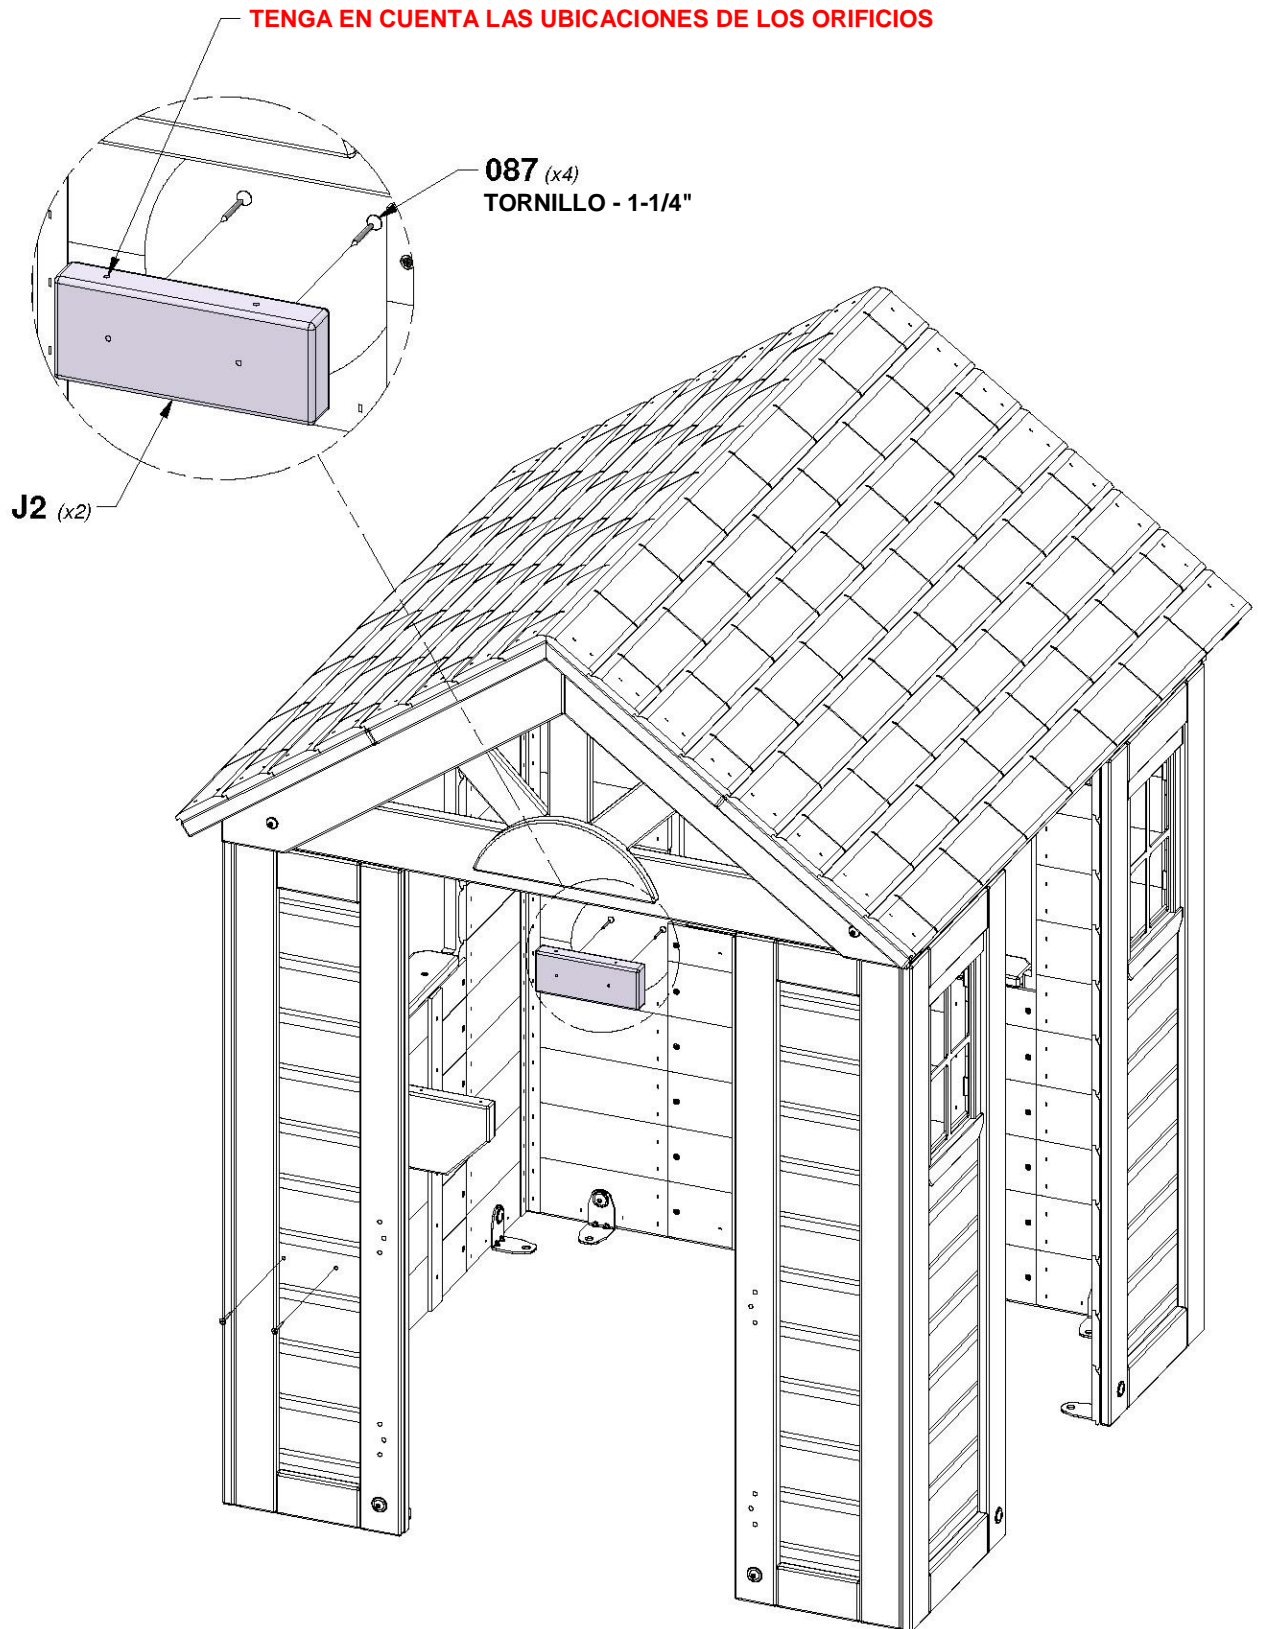 TENGA EN CUENTA LAS UBICACIONES DE LOS ORIFICIOS
087 (x4)
TORNILLO - 1-1/4"
J2 (x2)